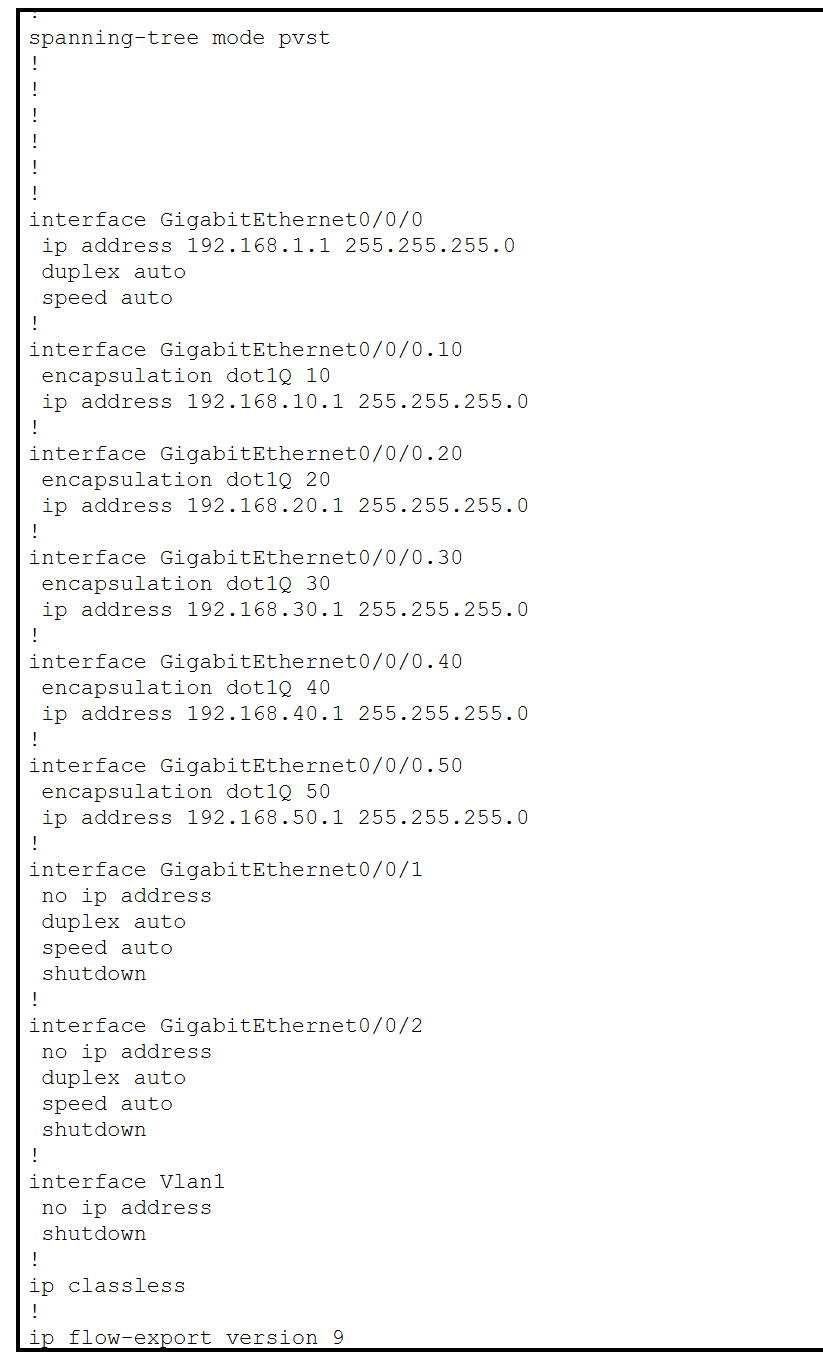 !
spanning-tree mode pvst
!
!
!
!
!
!
interface GigabitEthernet0/0/0
 ip address 192.168.1.1 255.255.255.0
 duplex auto
 speed auto
!
interface GigabitEthernet0/0/0.10
 encapsulation dot1Q 10
 ip address 192.168.10.1 255.255.255.0
!
interface GigabitEthernet0/0/0.20
 encapsulation dot1Q 20
 ip address 192.168.20.1 255.255.255.0
!
interface GigabitEthernet0/0/0.30
 encapsulation dot1Q 30
 ip address 192.168.30.1 255.255.255.0
!
interface GigabitEthernet0/0/0.40
 encapsulation dot1Q 40
 ip address 192.168.40.1 255.255.255.0
!
interface GigabitEthernet0/0/0.50
 encapsulation dot1Q 50
 ip address 192.168.50.1 255.255.255.0
!
interface GigabitEthernet0/0/1
 no ip address
 duplex auto
 speed auto
 shutdown
!
interface GigabitEthernet0/0/2
 no ip address
 duplex auto
 speed auto
 shutdown
!
interface Vlan1
 no ip address
 shutdown
!
ip classless
!
ip flow-export version 9